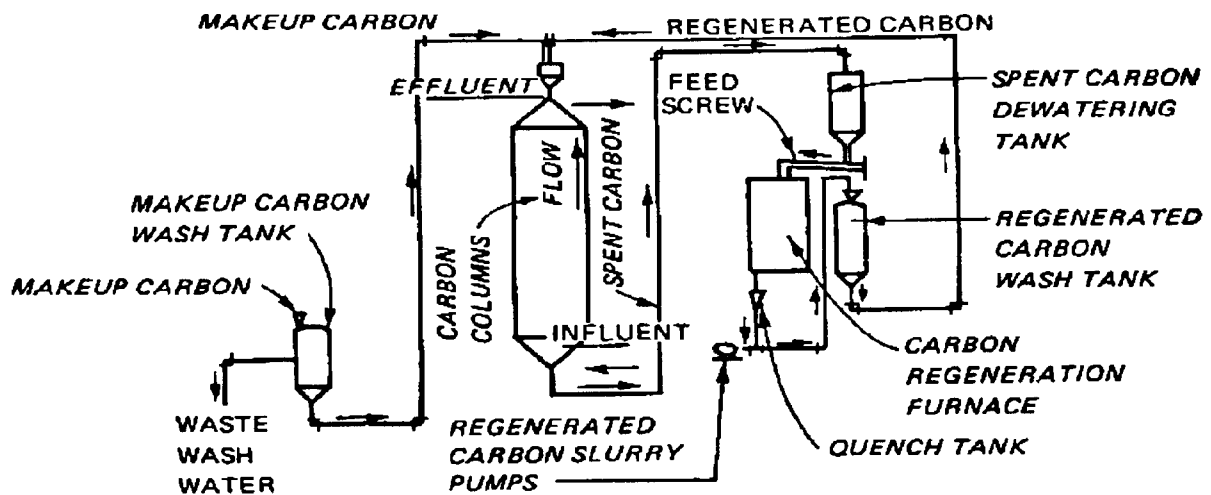 MAKEUP CARBON
REGENERATED CARBON
EFFLUENT
FEED
SCREW
SPENT CARBON
DEWATERING
TANK
FLOW
SPENT CARBON
CARBON
COLUMNS
MAKEUP CARBON
WASH TANK
MAKEUP CARBON
REGENERATED
CARBON
WASH TANK
INFLUENT
CARBON
REGENERATION
FURNACE
WASTE
WASH
WATER
REGENERATED
CARBON SLURRY
PUMPS
QUENCH TANK